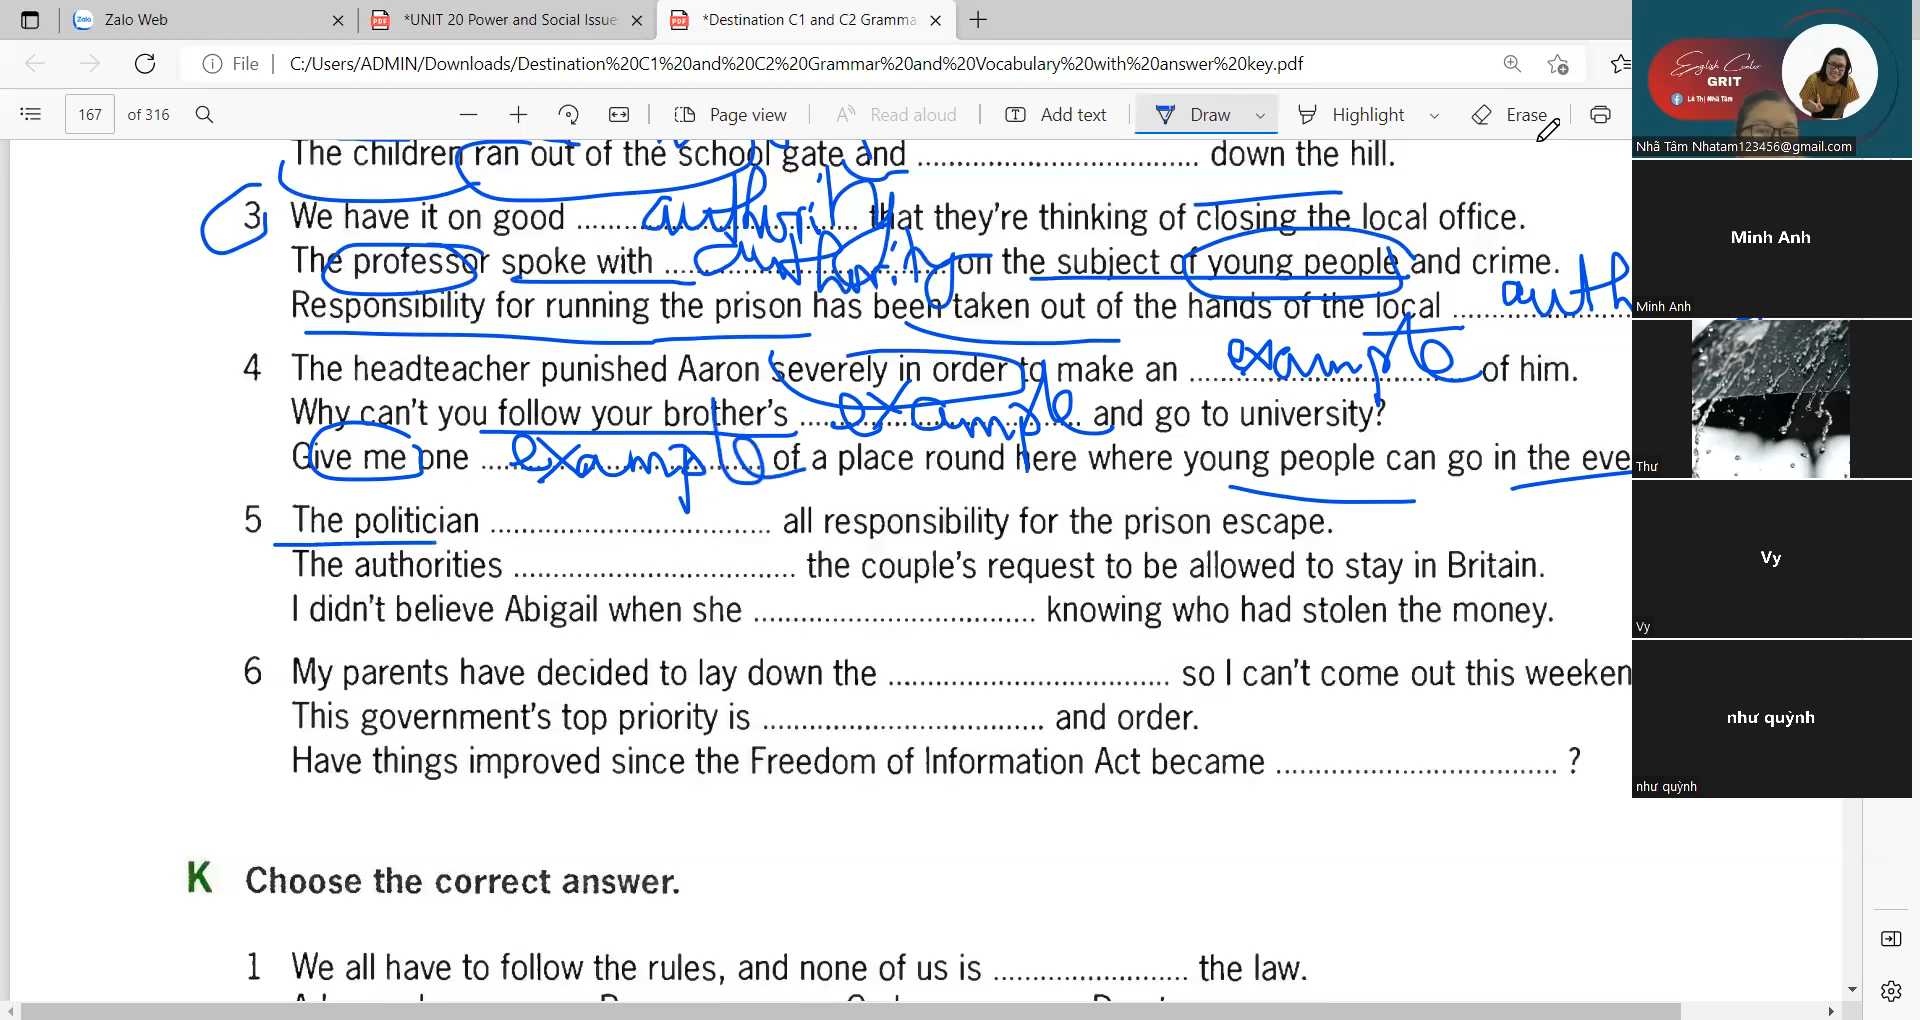 Zalo Web
*UNIT 20 Power and Social Issue
*Destination C1 and C2 Gramma
File
C:/Users/ADMIN/Downloads/Destination%20C1%20and%20C2%20Grammar%20and%20Vocabulary%20with%20answer%20key.pdf
167 of 316
Page view
Read aloud
Add text
Draw
Highlight
Erase
English Center
GRIT
Lê Thị Nhã Tâm
Nhã Tâm Nhatam123456@gmail.com
The children ran out of the school gate and .............................. down the hill.
3 We have it on good .... authority .... that they're thinking of closing the local office.
The professor spoke with .... authority .... on the subject of young people and crime.
Responsibility for running the prison has been taken out of the hands of the local .... auth
4 The headteacher punished Aaron severely in order to make an .... example .... of him.
Why can't you follow your brother's .... example .... and go to university?
Give me one .... example .... of a place round here where young people can go in the eve
5 The politician .............................. all responsibility for the prison escape.
The authorities .............................. the couple's request to be allowed to stay in Britain.
I didn't believe Abigail when she .............................. knowing who had stolen the money.
6 My parents have decided to lay down the .............................. so I can't come out this weeken
This government's top priority is .............................. and order.
Have things improved since the Freedom of Information Act became .............................. ?
K Choose the correct answer.
1 We all have to follow the rules, and none of us is ........................ the law.
Minh Anh
Minh Anh
Thư
Vy
Vy
như quỳnh
như quỳnh